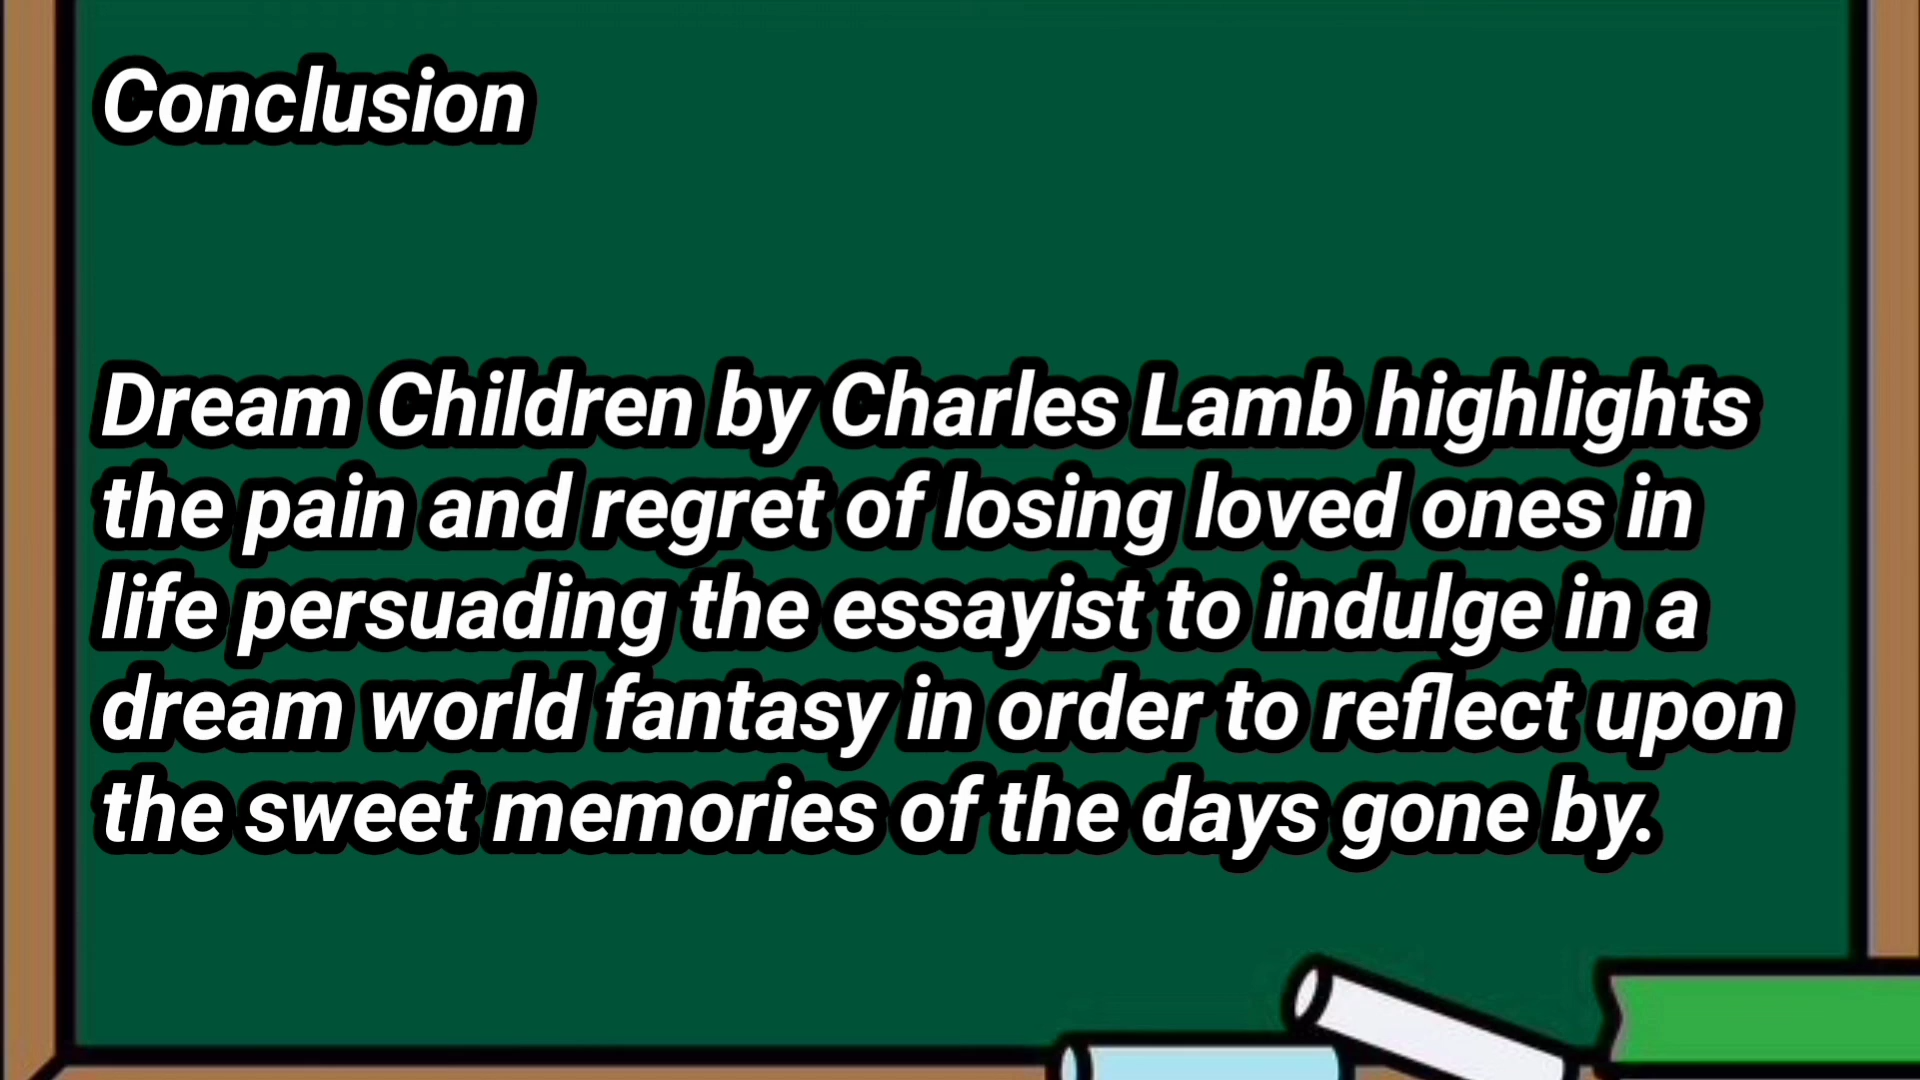 Conclusion
Dream Children by Charles Lamb highlights
the pain and regret of losing loved ones in
life persuading the essayist to indulge in a
dream world fantasy in order to reflect upon
the sweet memories of the days gone by.